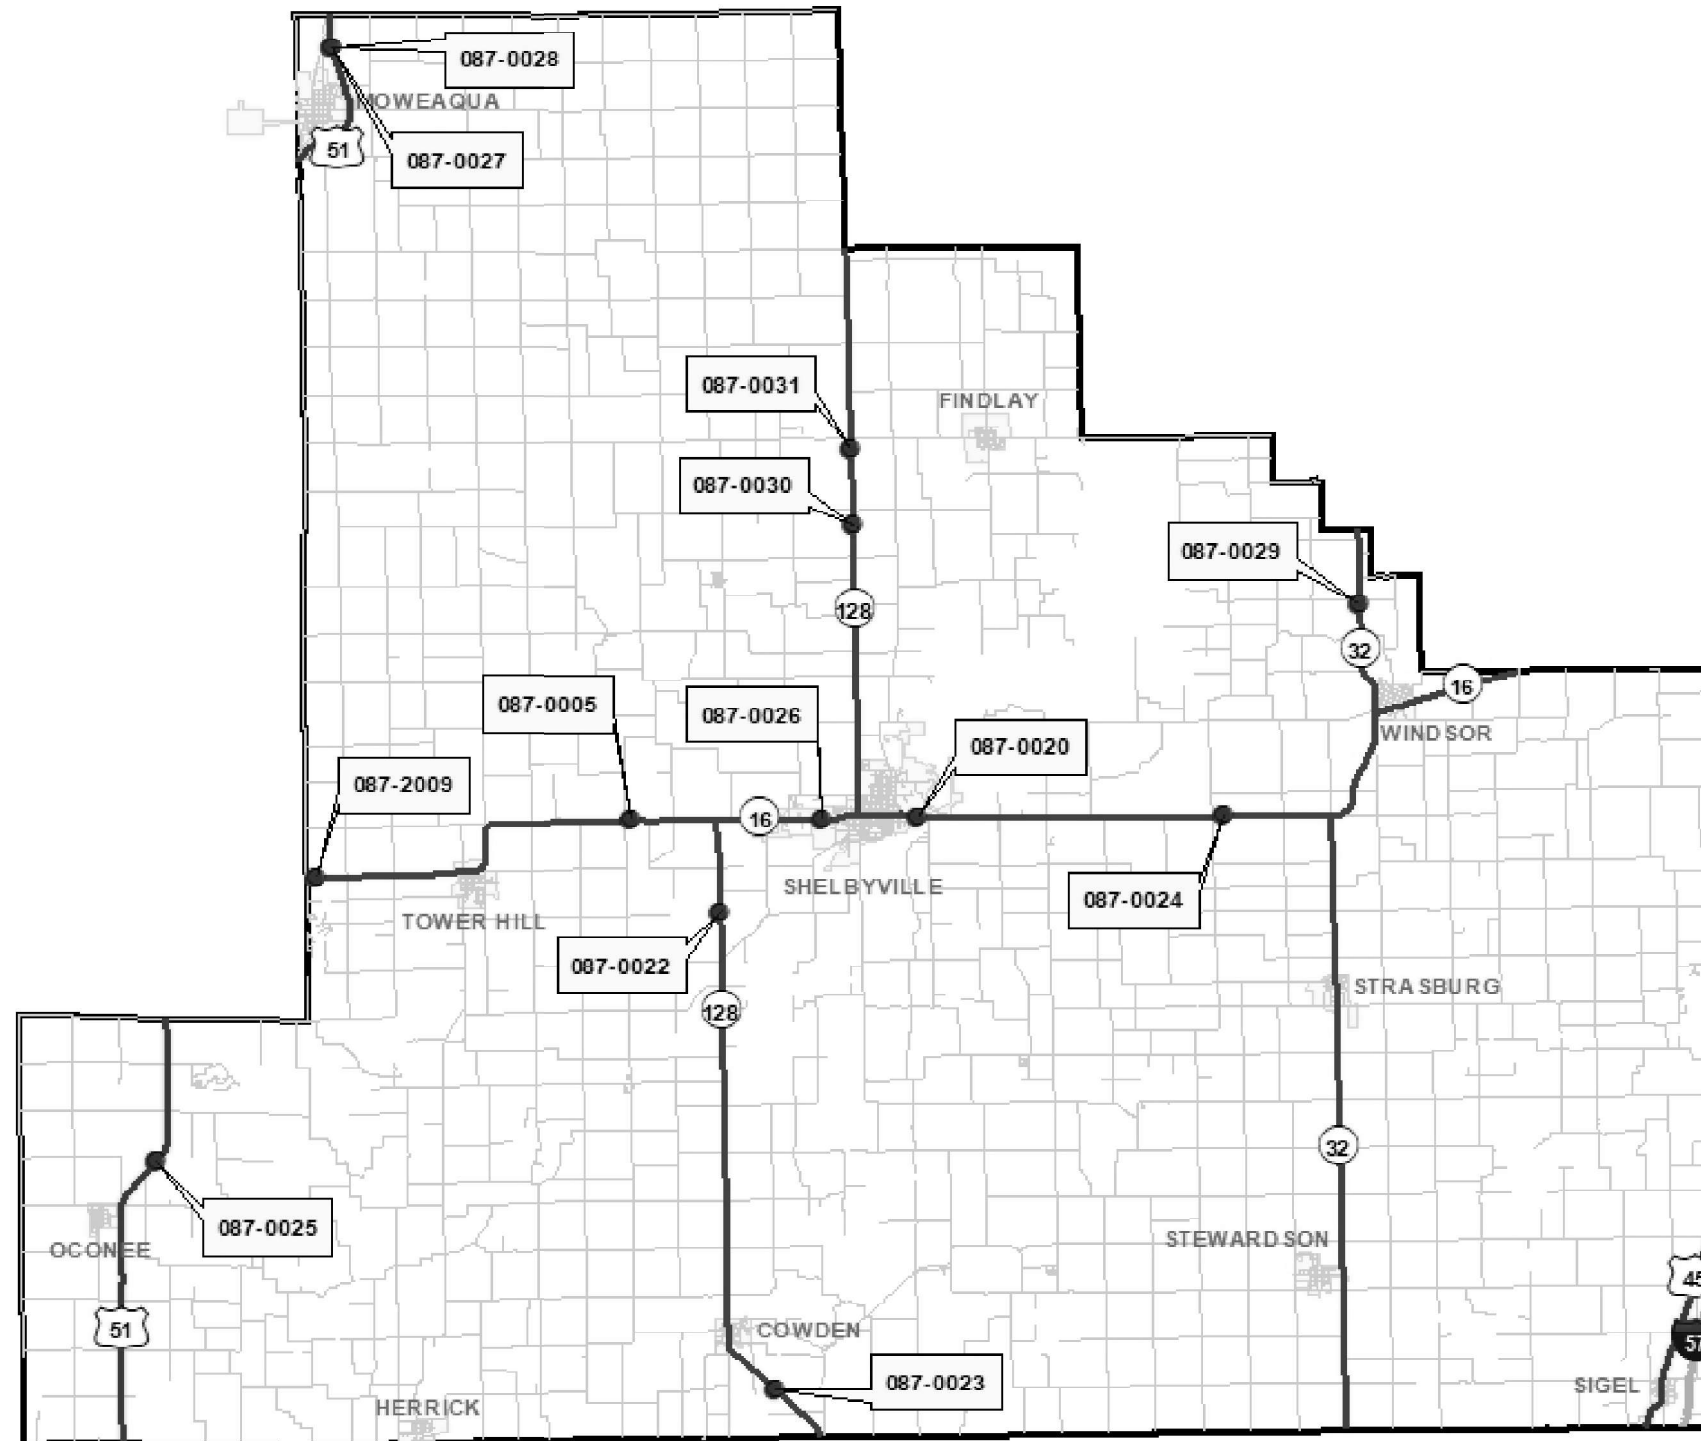 087-0028
MOWEAQUA
51
087-0027
087-0031
FINDLAY
087-0030
087-0029
128
32
16
087-0005
087-0026
087-0020
WINDSOR
087-2009
16
SHELBYVILLE
087-0024
TOWER HILL
087-0022
STRASBURG
128
32
087-0025
STEWARDSON
OCONEE
45
51
COWDEN
57
087-0023
SIGEL
HERRICK